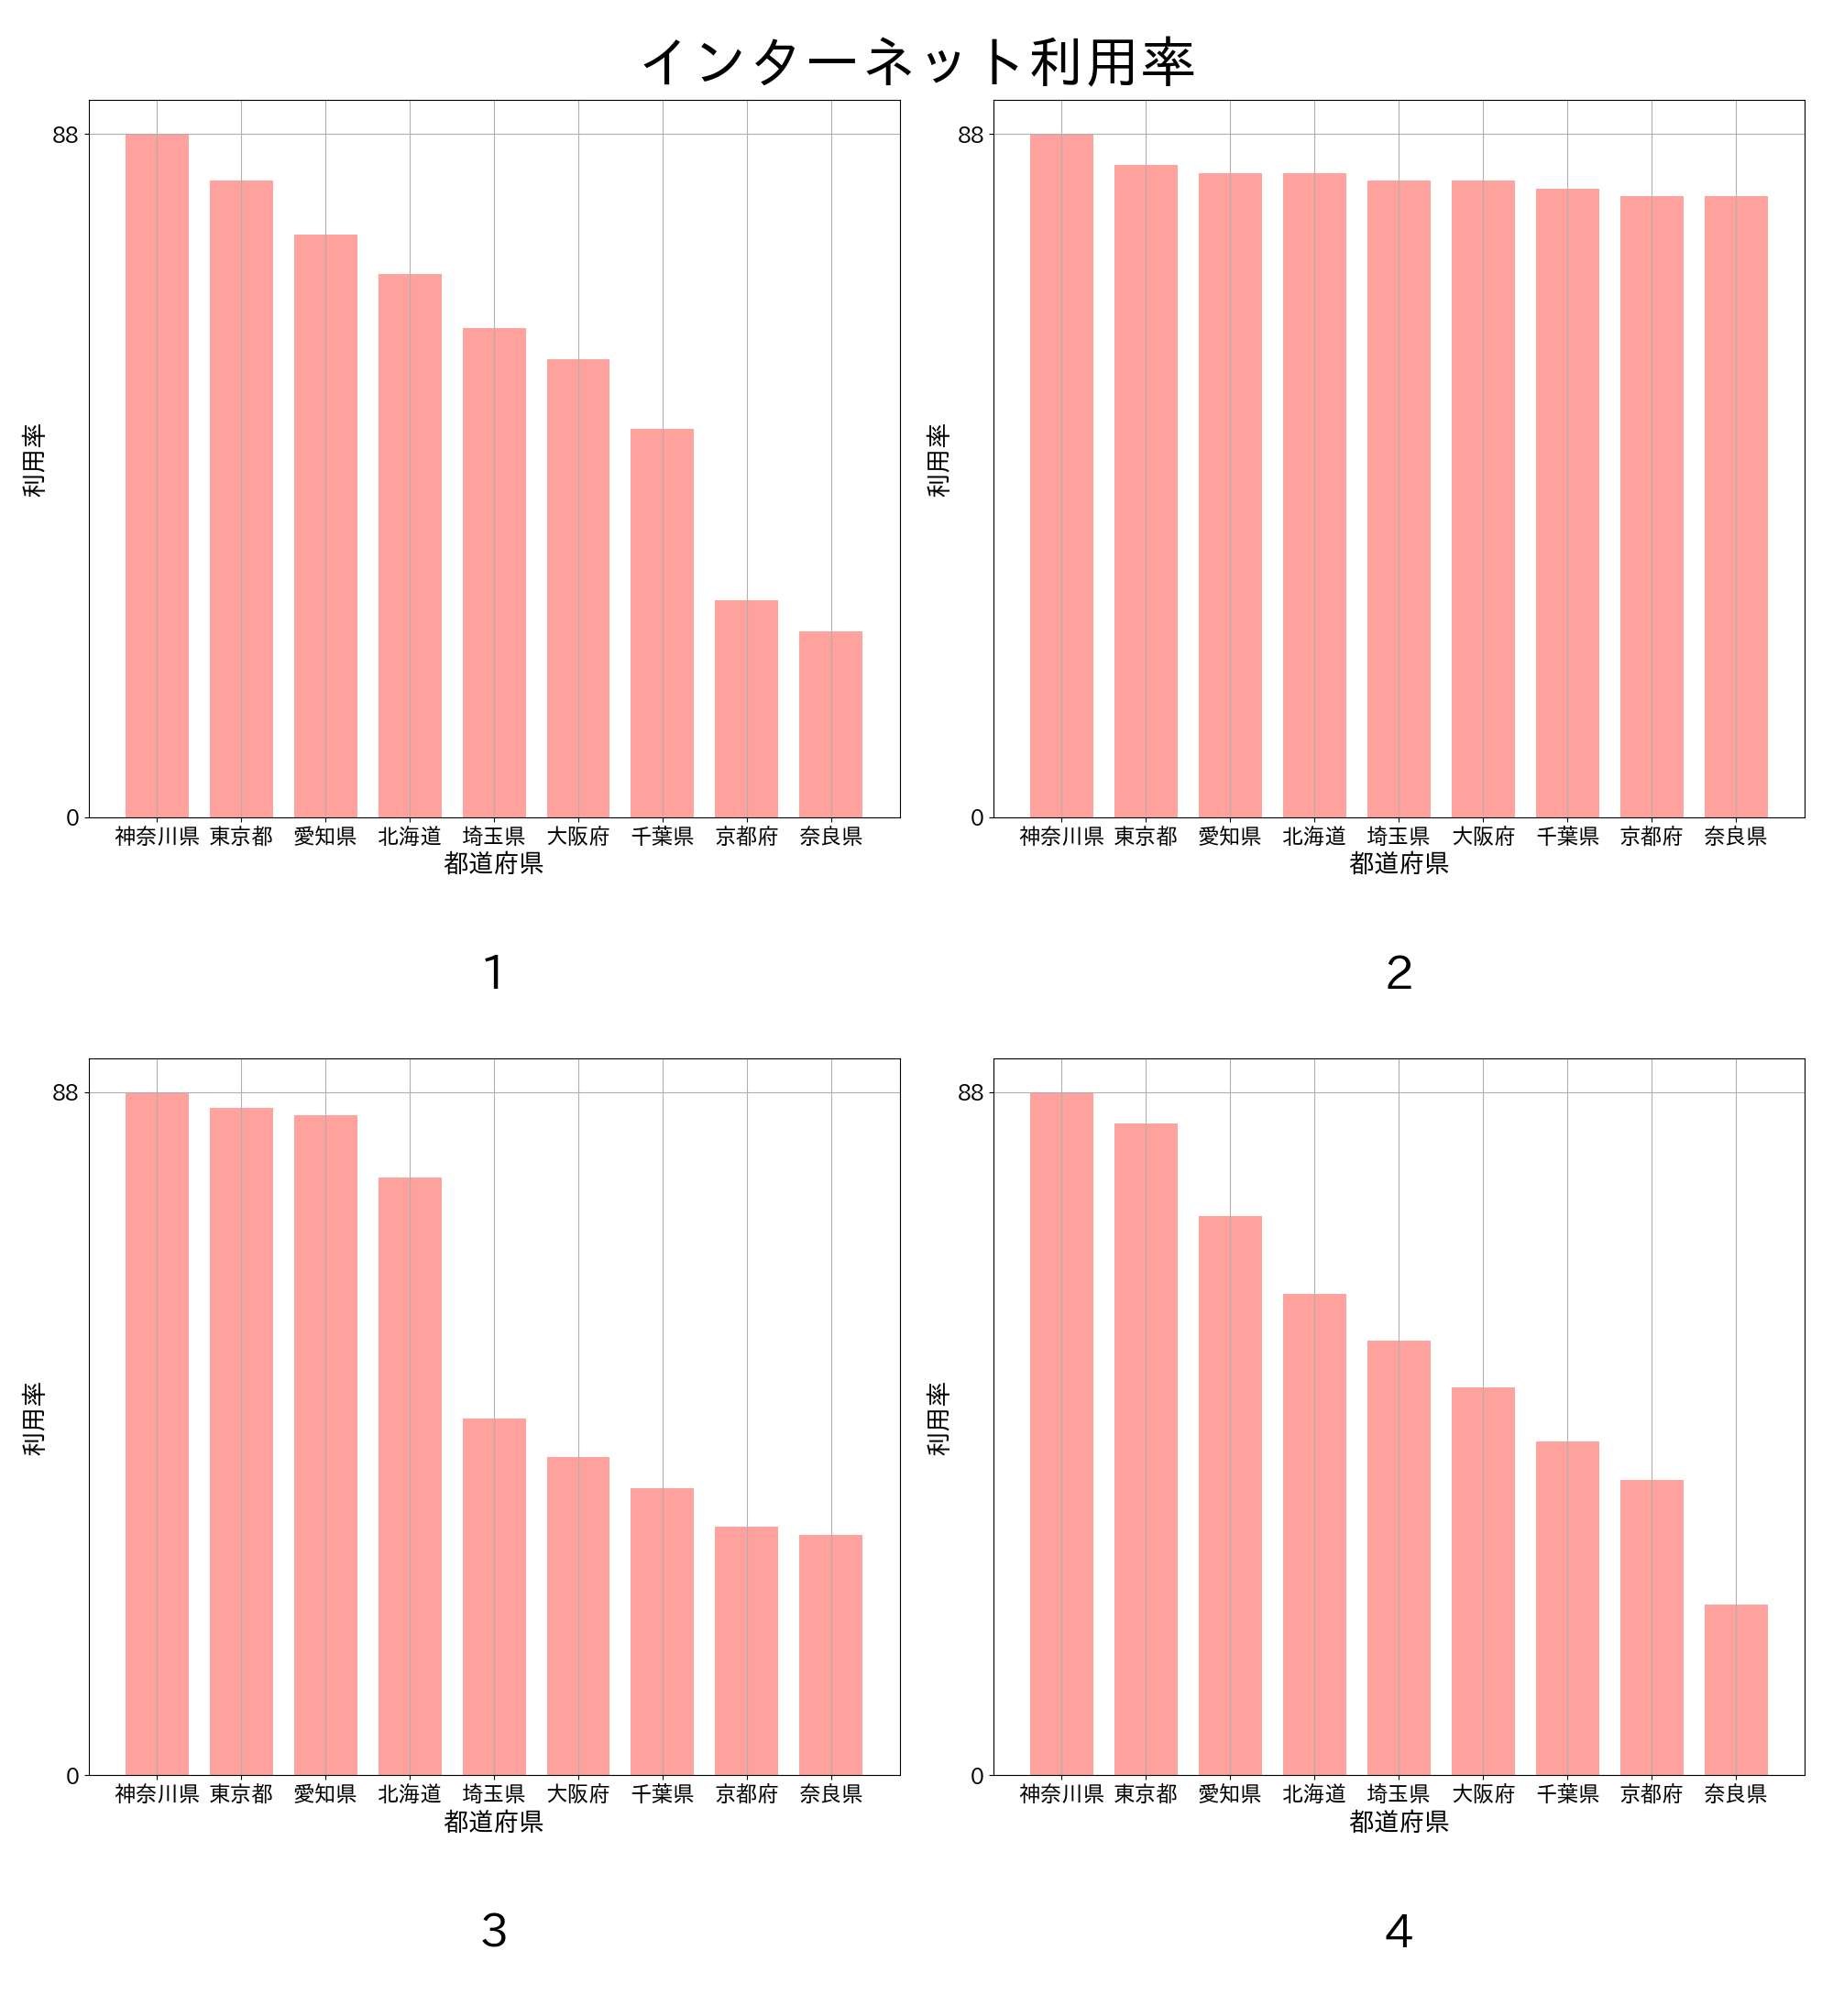 インターネット利用率
88
0
利用率
神奈川県 東京都 愛知県 北海道 埼玉県 大阪府 千葉県 京都府 奈良県
都道府県
1
88
0
利用率
神奈川県 東京都 愛知県 北海道 埼玉県 大阪府 千葉県 京都府 奈良県
都道府県
2
88
0
利用率
神奈川県 東京都 愛知県 北海道 埼玉県 大阪府 千葉県 京都府 奈良県
都道府県
3
88
0
利用率
神奈川県 東京都 愛知県 北海道 埼玉県 大阪府 千葉県 京都府 奈良県
都道府県
4